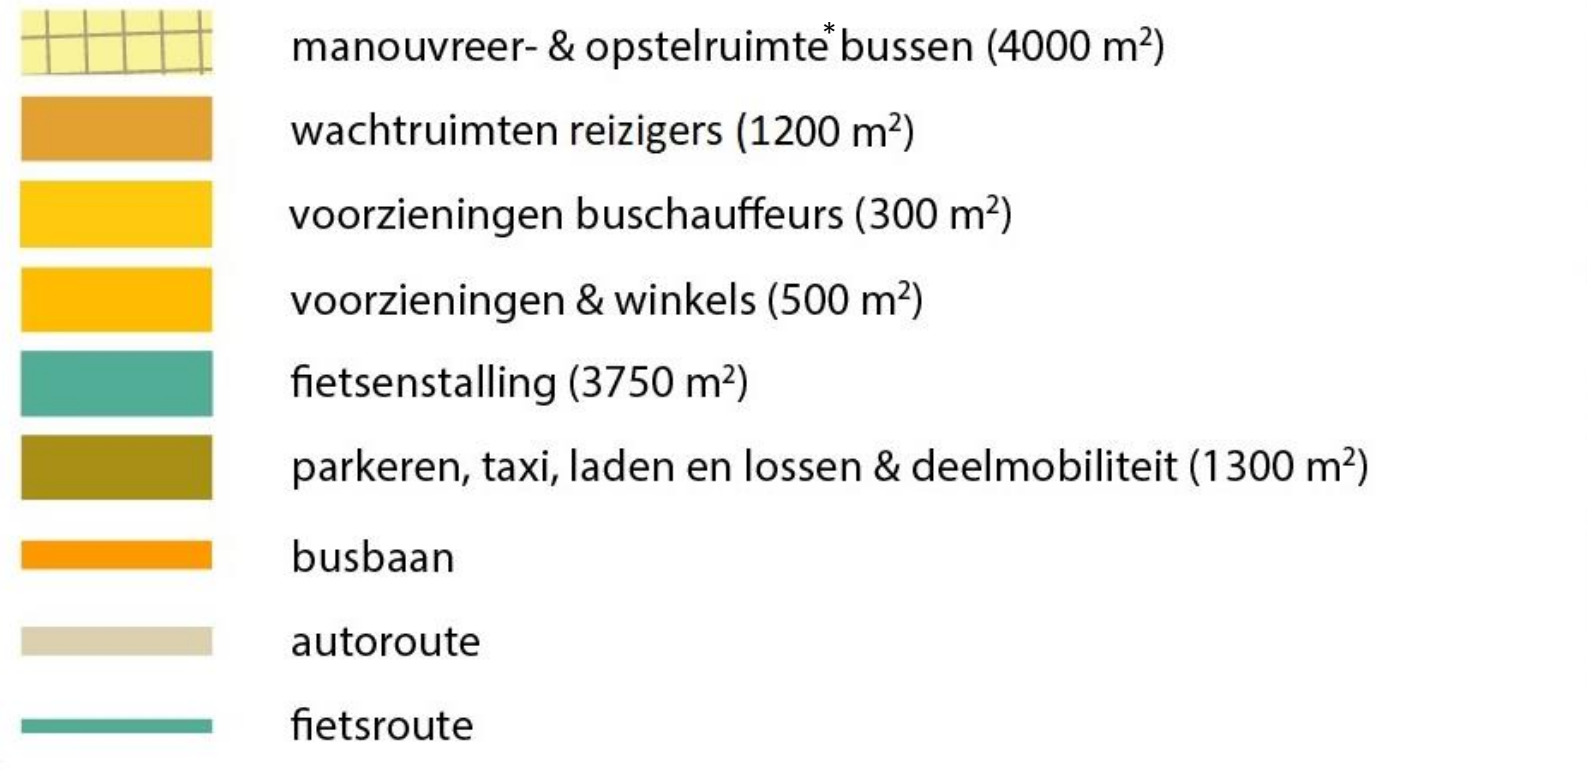 manouvreer- & opstelruimte* bussen (4000 m²)
wachtruimten reizigers (1200 m²)
voorzieningen buschauffeurs (300 m²)
voorzieningen & winkels (500 m²)
fietsenstalling (3750 m²)
parkeren, taxi, laden en lossen & deelmobiliteit (1300 m²)
busbaan
autoroute
fietsroute